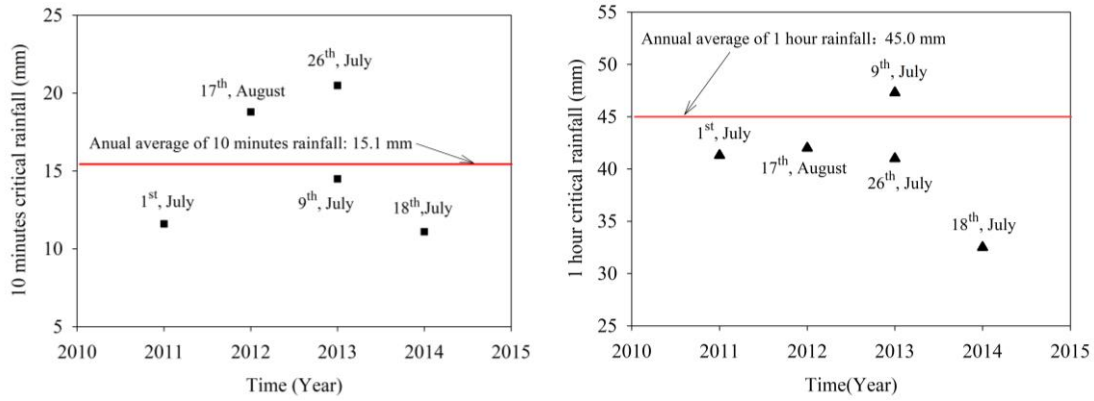 25
20
15
10
5
10 minutes critical rainfall (mm)
26th, July
17th, August
Anual average of 10 minutes rainfall: 15.1 mm
1st, July
9th, July
18th,July
2010 2011 2012 2013 2014 2015
Time (Year)
55
50
45
40
35
30
25
1 hour critical rainfall (mm)
Annual average of 1 hour rainfall: 45.0 mm
9th, July
1st, July
17th, August
26th, July
18th, July
2010 2011 2012 2013 2014 2015
Time(Year)